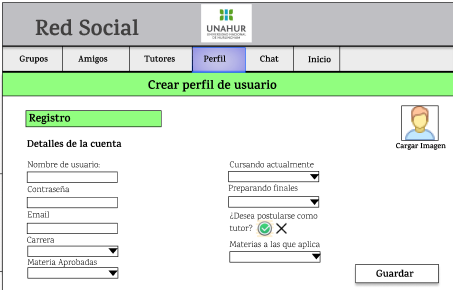 Red Social
UNAHUR
UNIVERSIDAD NACIONAL
DE HURLINGHAM
Grupos Amigos Tutores Perfil Chat Inicio
Crear perfil de usuario
Registro
Cargar Imagen
Detalles de la cuenta
Nombre de usuario:
Contraseña
Email
Carrera
Materia Aprobadas
Cursando actualmente
Preparando finales
¿Desea postularse como
tutor?
Materias a las que aplica
Guardar